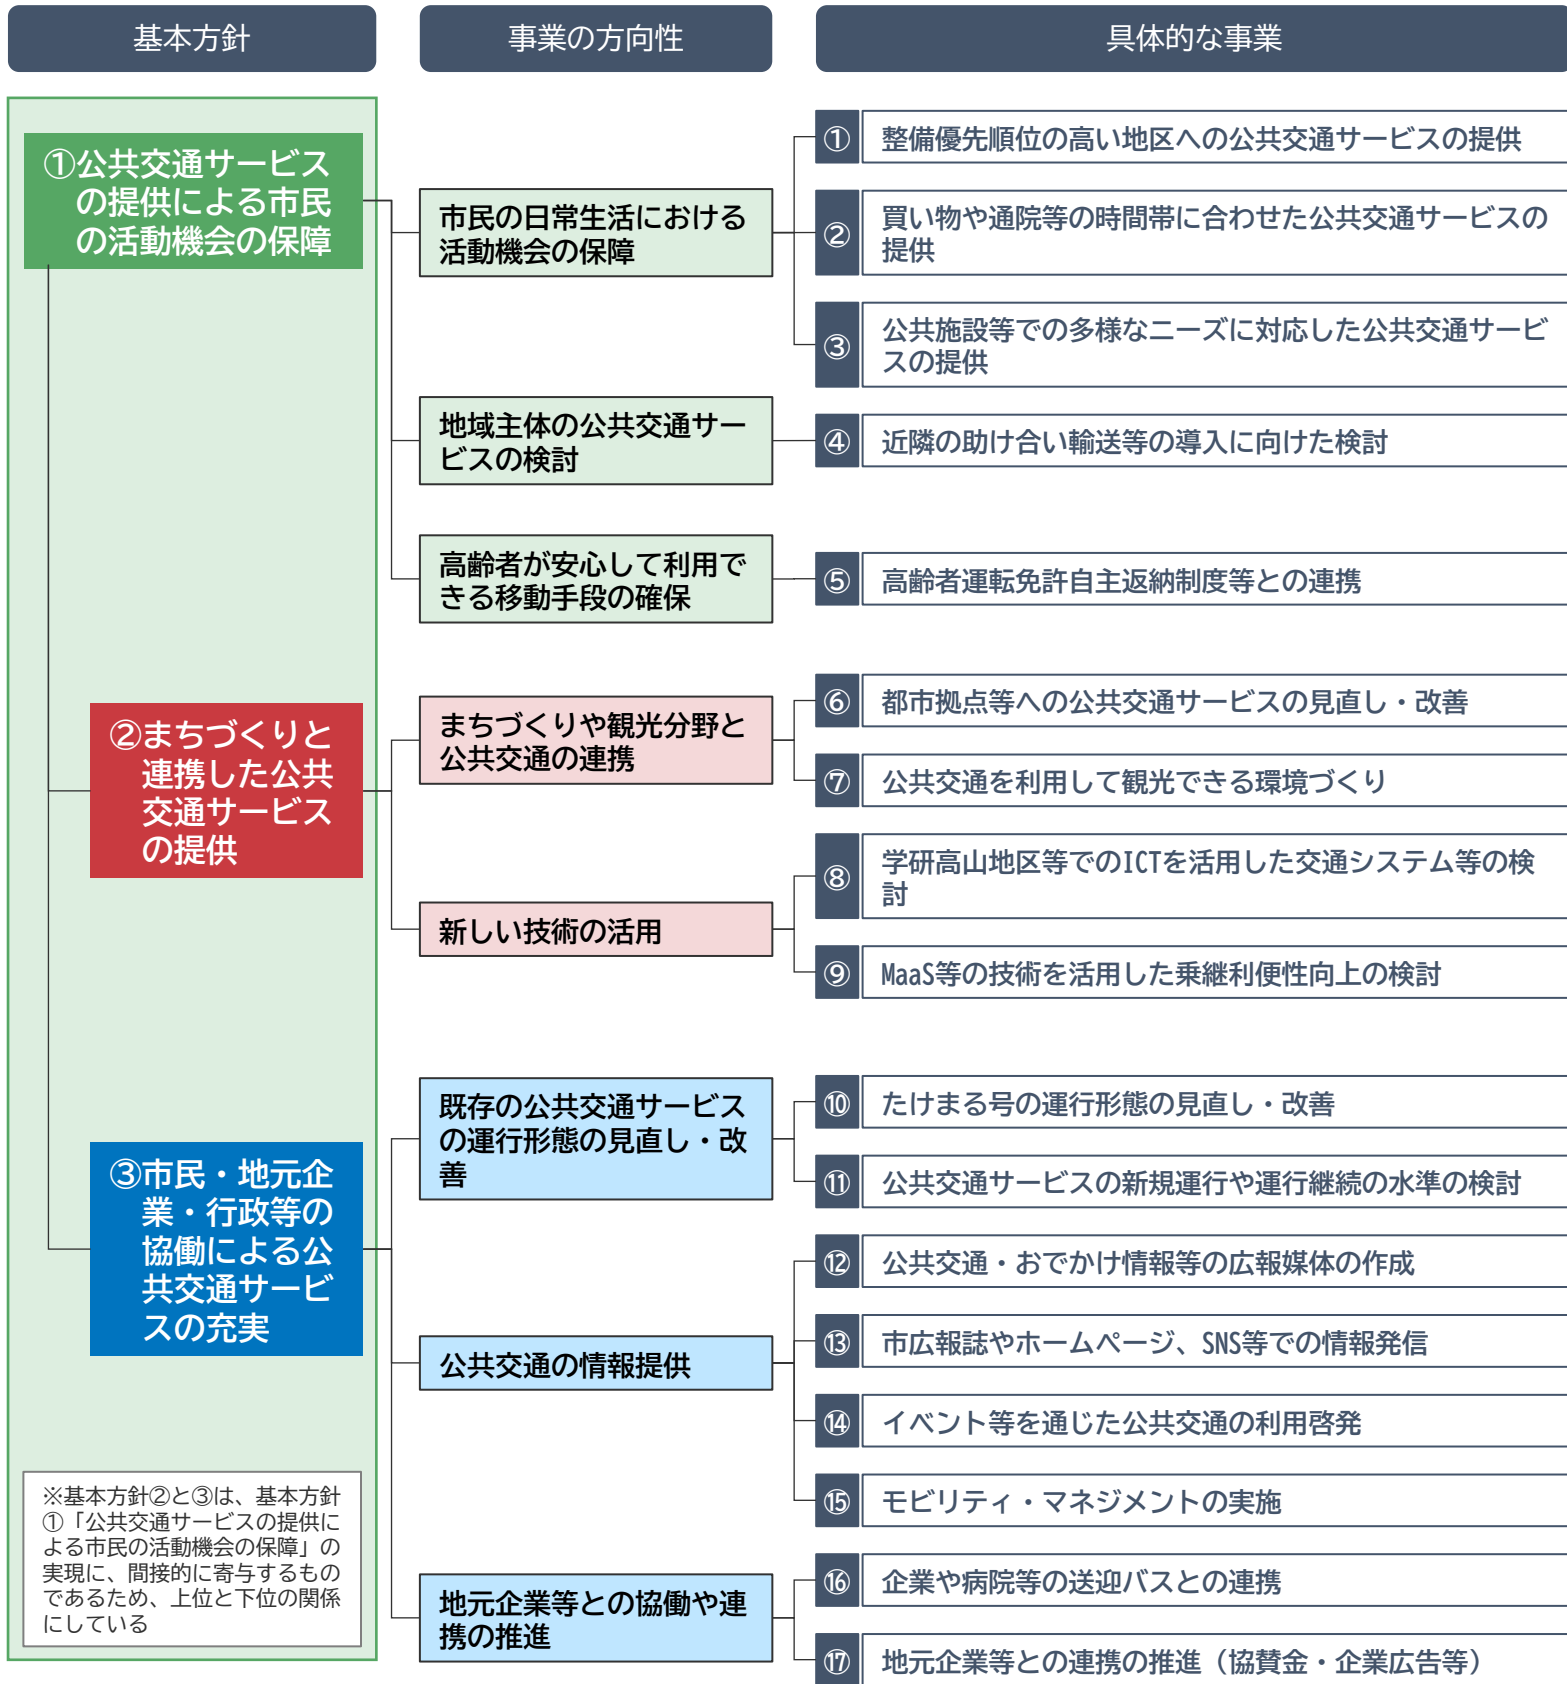 基本方針
事業の方向性
具体的な事業
①公共交通サービス
の提供による市民
の活動機会の保障
市民の日常生活における
活動機会の保障
①
整備優先順位の高い地区への公共交通サービスの提供
②
買い物や通院等の時間帯に合わせた公共交通サービスの
提供
③
公共施設等での多様なニーズに対応した公共交通サービ
スの提供
地域主体の公共交通サー
ビスの検討
④
近隣の助け合い輸送等の導入に向けた検討
高齢者が安心して利用で
きる移動手段の確保
⑤
高齢者運転免許自主返納制度等との連携
②まちづくりと
連携した公共
交通サービス
の提供
まちづくりや観光分野と
公共交通の連携
⑥
都市拠点等への公共交通サービスの見直し・改善
⑦
公共交通を利用して観光できる環境づくり
新しい技術の活用
⑧
学研高山地区等でのICTを活用した交通システム等の検
討
⑨
MaaS等の技術を活用した乗継利便性向上の検討
③市民・地元企
業・行政等の
協働による公
共交通サービ
スの充実
既存の公共交通サービス
の運行形態の見直し・改
善
⑩
たけまる号の運行形態の見直し・改善
⑪
公共交通サービスの新規運行や運行継続の水準の検討
公共交通の情報提供
⑫
公共交通・おでかけ情報等の広報媒体の作成
⑬
市広報誌やホームページ、SNS等での情報発信
⑭
イベント等を通じた公共交通の利用啓発
⑮
モビリティ・マネジメントの実施
地元企業等との協働や連
携の推進
⑯
企業や病院等の送迎バスとの連携
⑰
地元企業等との連携の推進（協賛金・企業広告等）
※基本方針②と③は、基本方針
①「公共交通サービスの提供に
よる市民の活動機会の保障」の
実現に、間接的に寄与するもの
であるため、上位と下位の関係
にしている